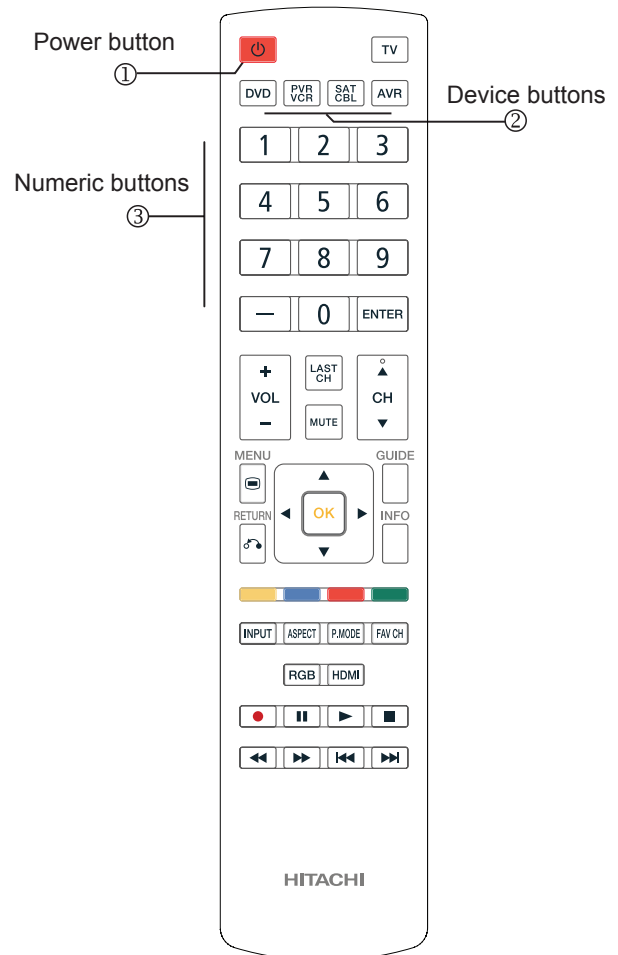 Power button
①
TV
DVD
PVR
VCR
SAT
CBL
AVR
Device buttons
②
1 2 3
Numeric buttons
③
4 5 6
7 8 9
— 0 ENTER
+
VOL
−
LAST
CH
MUTE
CH
MENU
GUIDE
OK
RETURN
INFO
INPUT ASPECT P.MODE FAV CH
RGB HDMI
HITACHI